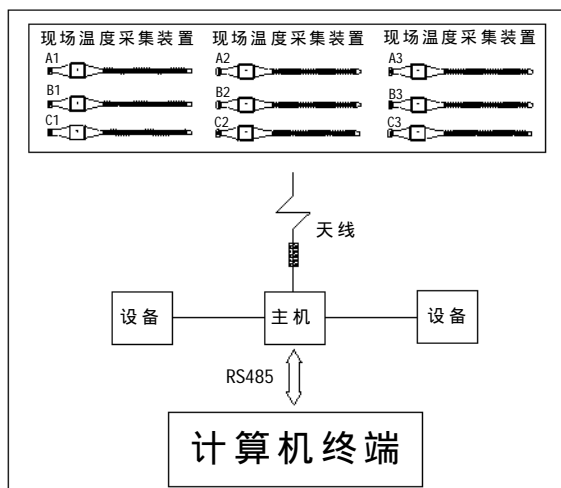 现场温度采集装置 现场温度采集装置 现场温度采集装置
A1 A2 A3
B1 B2 B3
C1 C2 C3
天线
设备 主机 设备
RS485
计算机终端